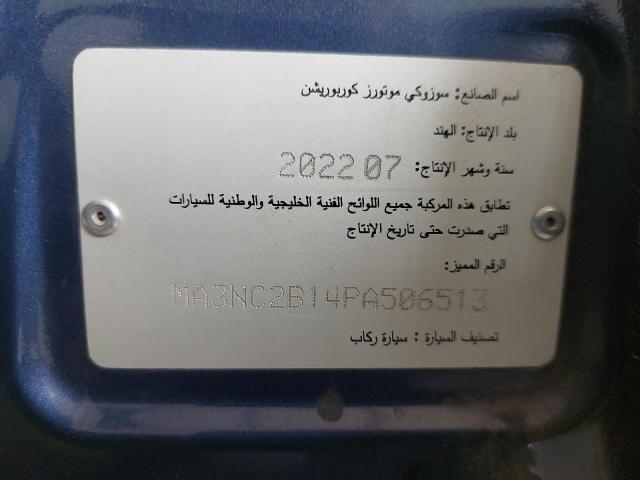 اسم الصانع: سوزوكي موتورز كوربوريشن
بلد الإنتاج: الهند
سنة وشهر الإنتاج: 2022 07
تطابق هذه المركبة جميع اللوائح الفنية الخليجية والوطنية للسيارات
التي صدرت حتى تاريخ الإنتاج
الرقم المميز:
MA3NC2B14PA506513
تصنيف السيارة : سيارة ركاب